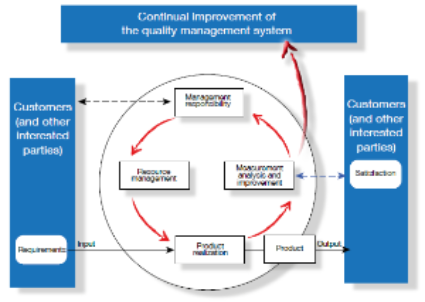 Continual improvement of
the quality management system
Customers
(and other
interested
parties)
Management
responsibility
Customers
(and other
interested
parties)
Resource
management
Measurement
analysis and
improvement
Satisfaction
Requirements
Input
Product
realization
Product
Output